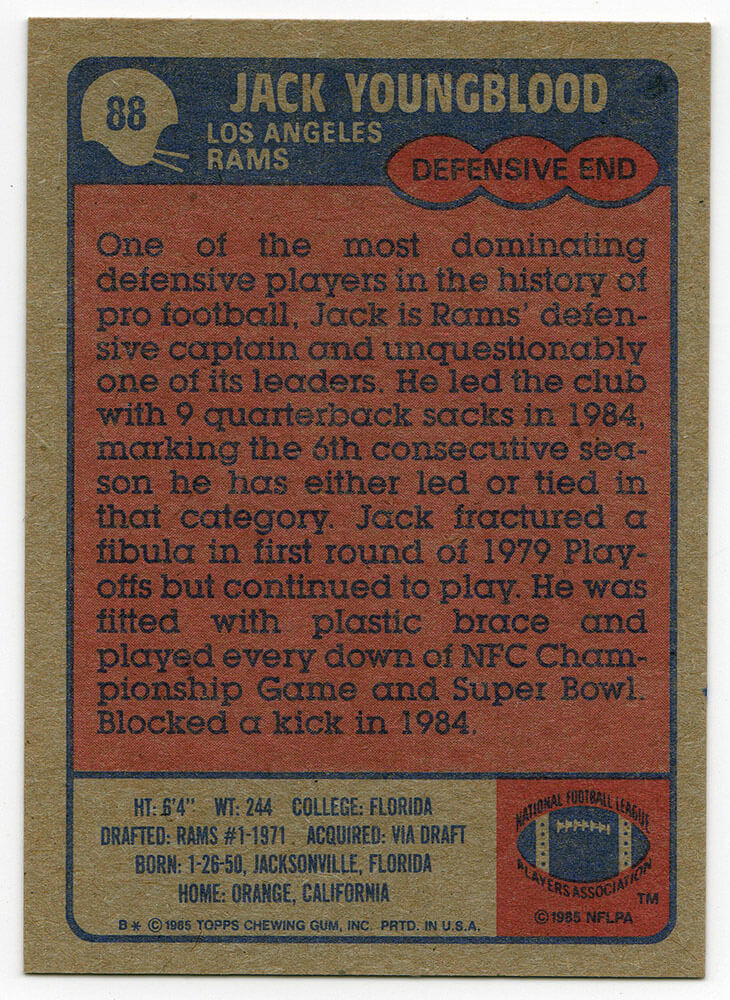 88
JACK YOUNGBLOOD
LOS ANGELES
RAMS
DEFENSIVE END
One of the most dominating
defensive players in the history of
pro football, Jack is Rams' defen-
sive captain and unquestionably
one of its leaders. He led the club
with 9 quarterback sacks in 1984,
marking the 6th consecutive sea-
son he has either led or tied in
that category. Jack fractured a
fibula in first round of 1979 Play-
offs but continued to play. He was
fitted with plastic brace and
played every down of NFC Cham-
pionship Game and Super Bowl.
Blocked a kick in 1984.
HT: 6'4" WT: 244 COLLEGE: FLORIDA
DRAFTED: RAMS #1-1971 ACQUIRED: VIA DRAFT
BORN: 1-26-50, JACKSONVILLE, FLORIDA
HOME: ORANGE, CALIFORNIA
B* © 1985 TOPPS CHEWING GUM, INC. PRTD. IN U.S.A.
NATIONAL FOOTBALL LEAGUE
PLAYERS ASSOCIATION
TM
© 1985 NFLPA